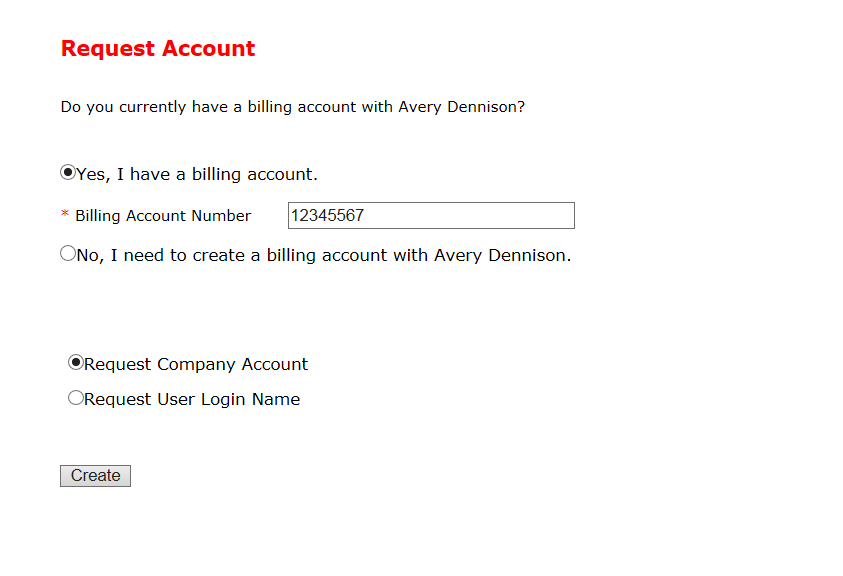 Request Account
Do you currently have a billing account with Avery Dennison?
Yes, I have a billing account.
* Billing Account Number 12345567
No, I need to create a billing account with Avery Dennison.
Request Company Account
Request User Login Name
Create